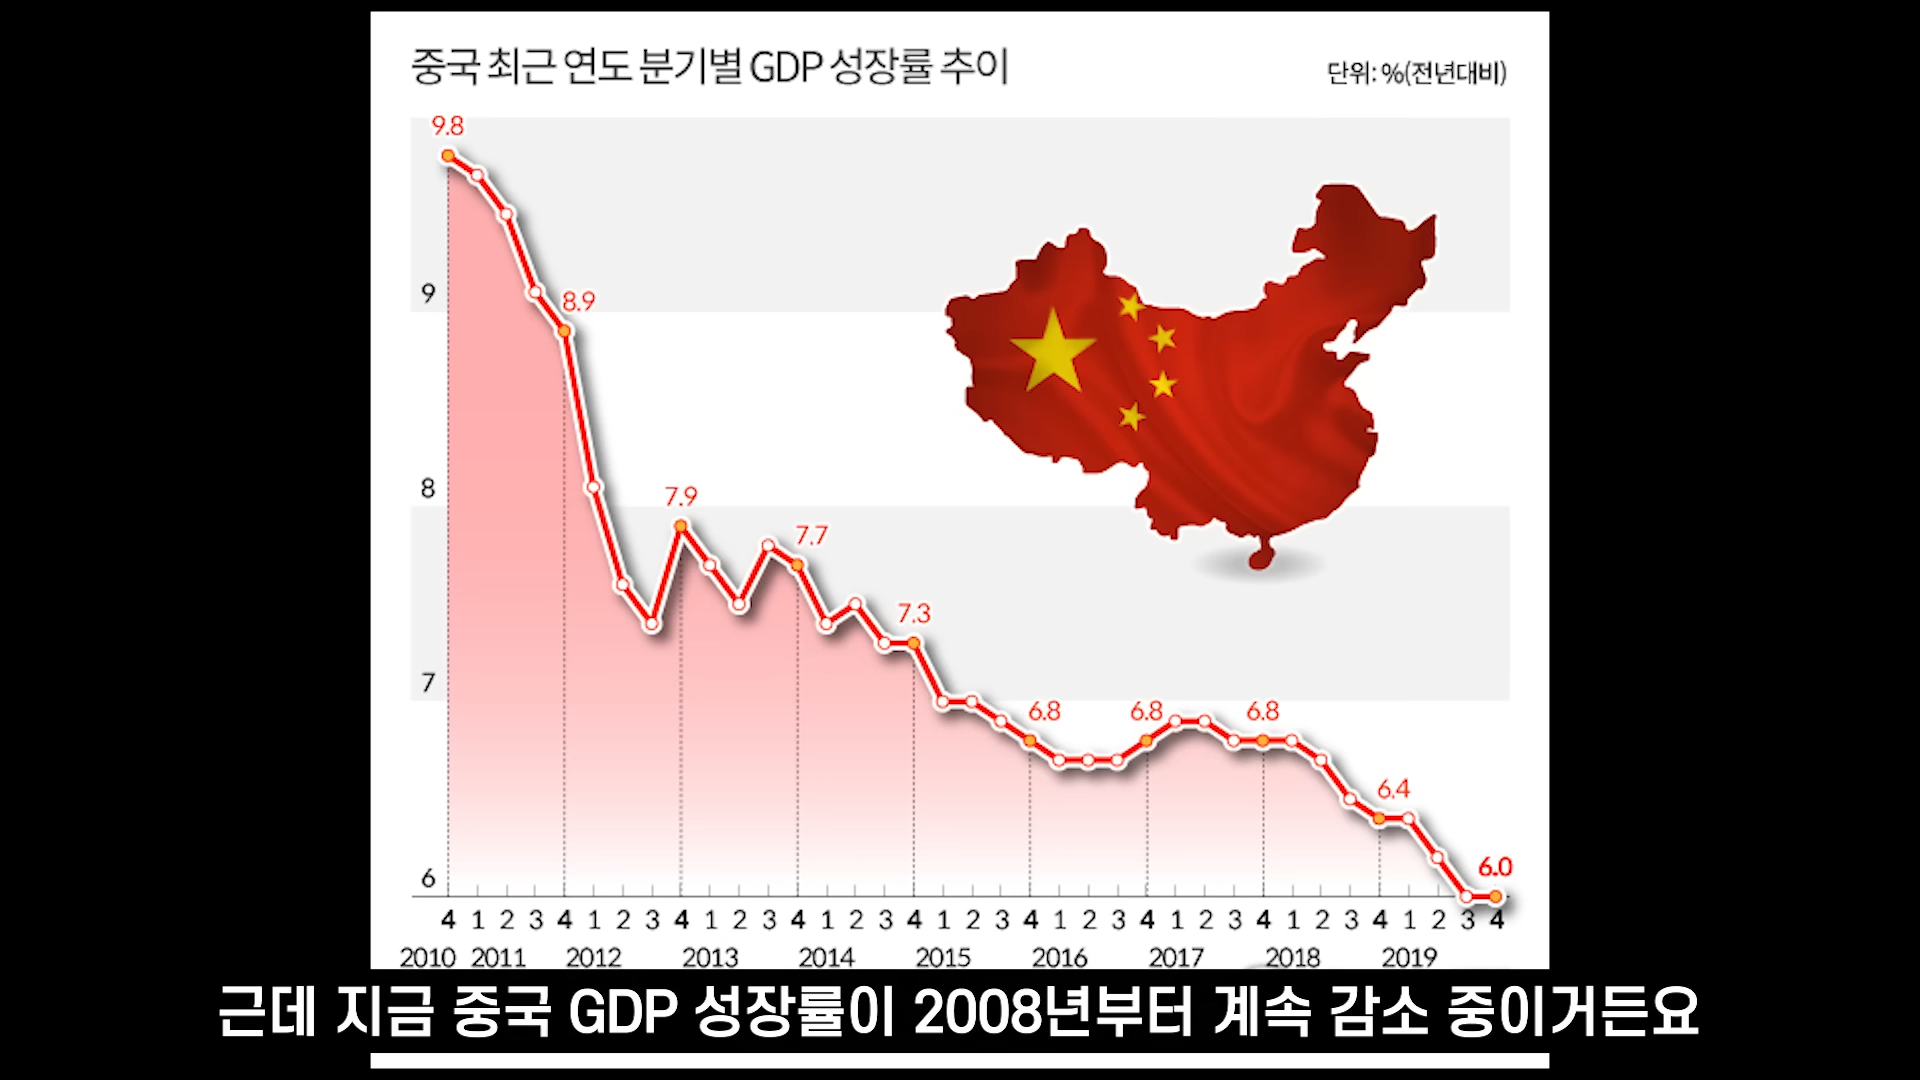 중국 최근 연도 분기별 GDP 성장률 추이
단위: %(전년대비)
9.8
9
8.9
8
7.9
7.7
7.3
7
6.8
6.8
6.8
6.4
6.0
6
4 1 2 3 4 1 2 3 4 1 2 3 4 1 2 3 4 1 2 3 4 1 2 3 4 1 2 3 4 1 2 3 4 1 2 3 4
2010 2011 2012 2013 2014 2015 2016 2017 2018 2019
근데 지금 중국 GDP 성장률이 2008년부터 계속 감소 중이거든요